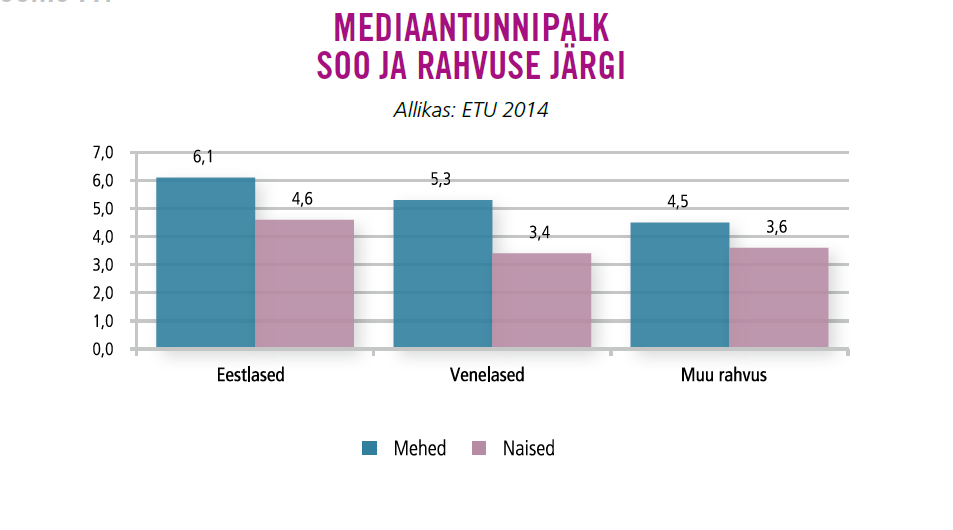 MEDIAANTUNNIPALK
SOO JA RAHVUSE JÄRGI
Allikas: ETU 2014
7,0
6,0
5,0
4,0
3,0
2,0
1,0
0,0
6,1
4,6
5,3
3,4
4,5
3,6
Eestlased
Venelased
Muu rahvus
Mehed
Naised